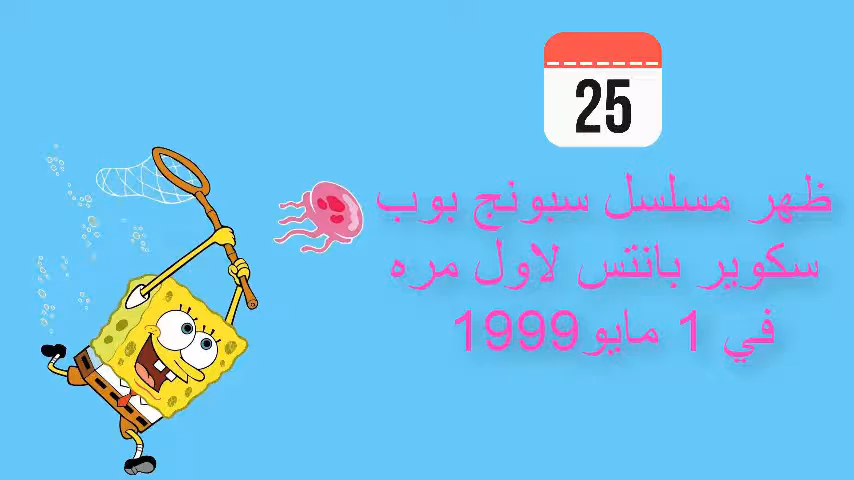 25
ظهر مسلسل سبونج بوب
سكوير بانتس لاول مره
في 1 مايو1999